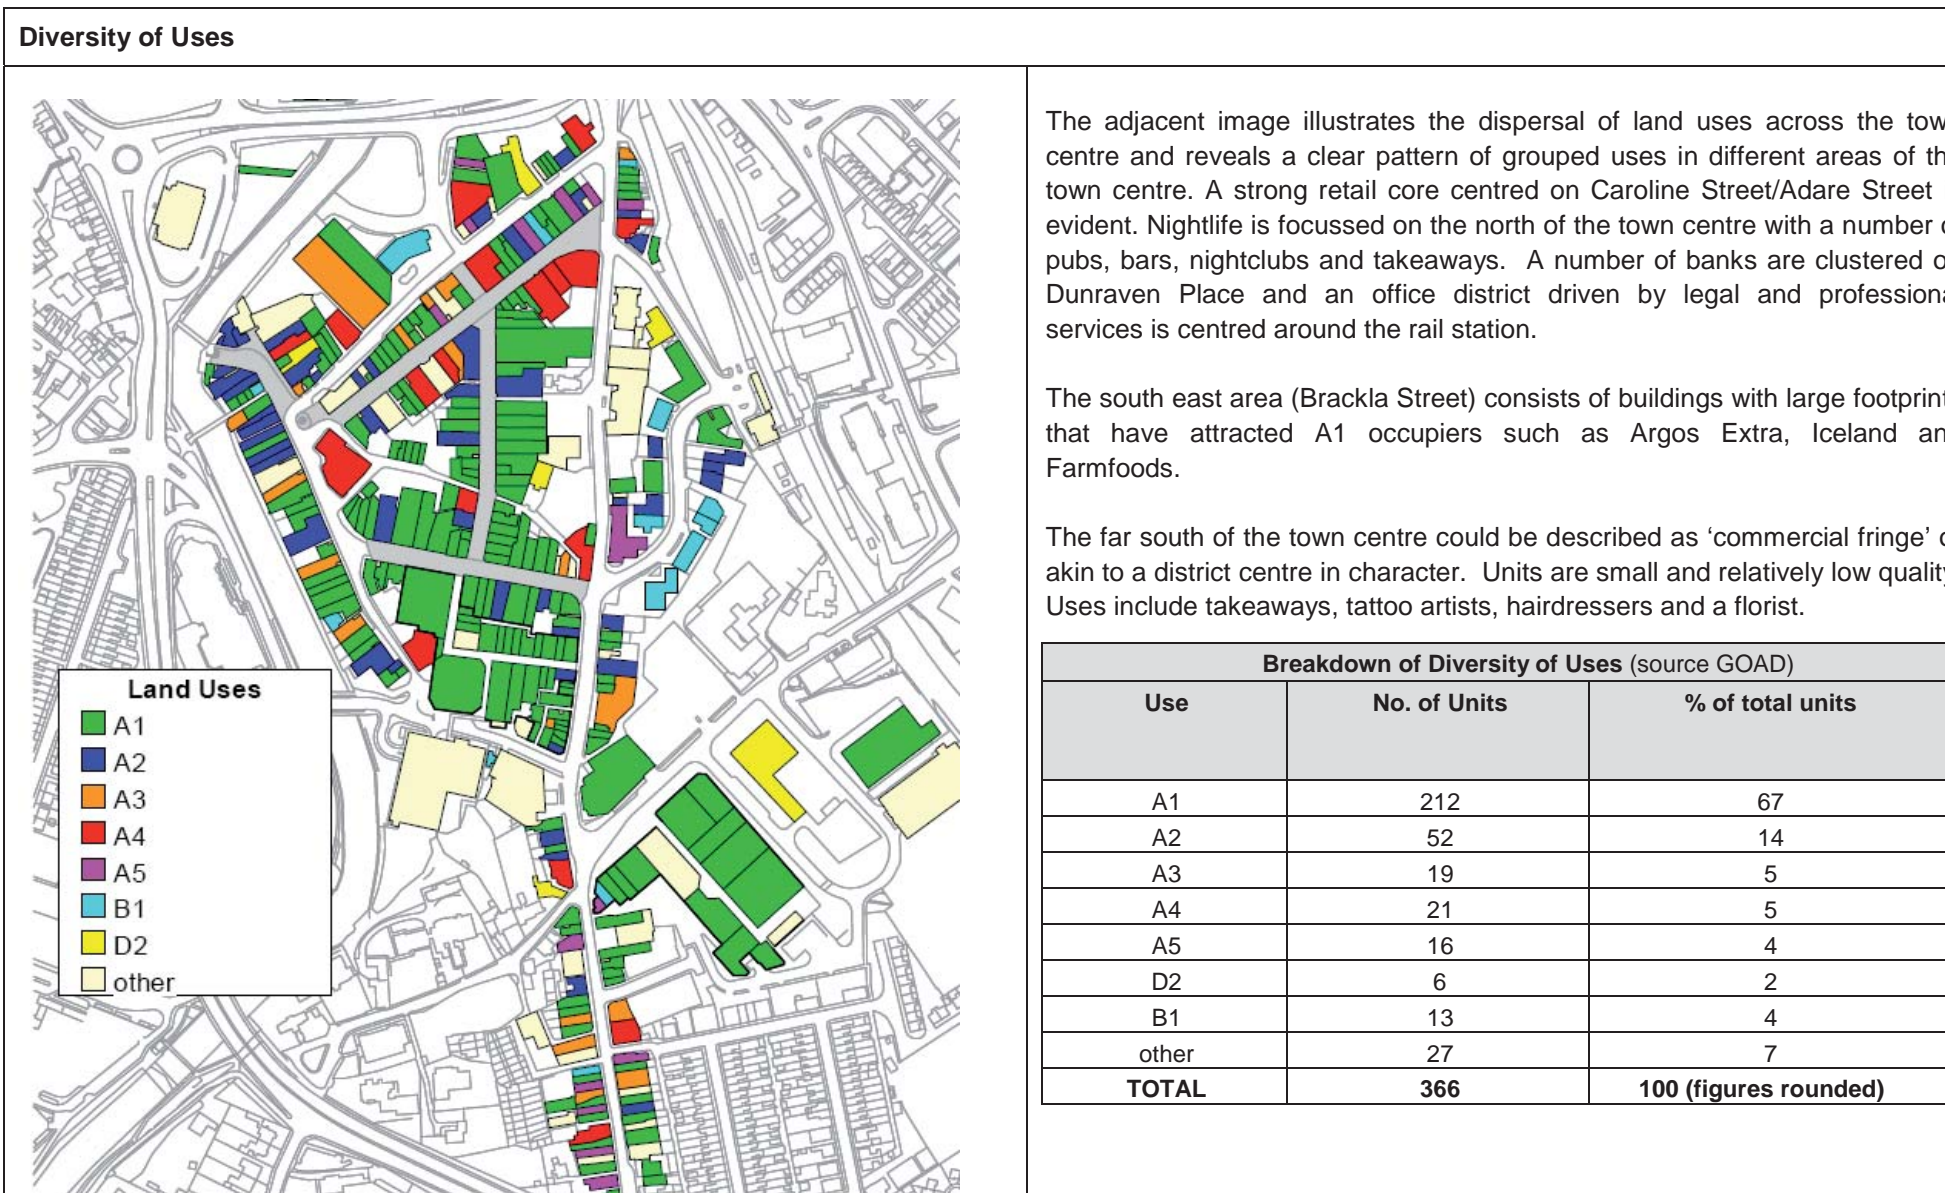 Diversity of Uses
Land Uses
A1
A2
A3
A4
A5
B1
D2
other
The adjacent image illustrates the dispersal of land uses across the tow
centre and reveals a clear pattern of grouped uses in different areas of th
town centre. A strong retail core centred on Caroline Street/Adare Street
evident. Nightlife is focussed on the north of the town centre with a number
pubs, bars, nightclubs and takeaways. A number of banks are clustered
Dunraven Place and an office district driven by legal and professiona
services is centred around the rail station.
The south east area (Brackla Street) consists of buildings with large footprint
that have attracted A1 occupiers such as Argos Extra, Iceland an
Farmfoods.
The far south of the town centre could be described as ‘commercial fringe’
akin to a district centre in character. Units are small and relatively low quality
Uses include takeaways, tattoo artists, hairdressers and a florist.
Breakdown of Diversity of Uses (source GOAD)
Use No. of Units % of total units
A1 212 67
A2 52 14
A3 19 5
A4 21 5
A5 16 4
D2 6 2
B1 13 4
other 27 7
TOTAL 366 100 (figures rounded)